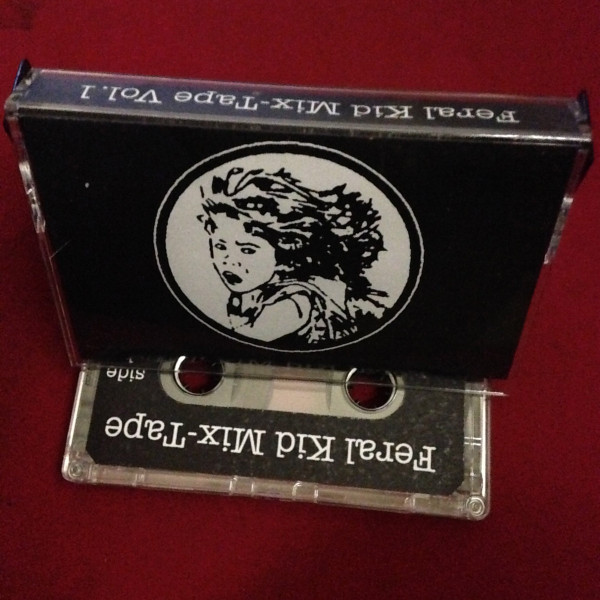 Feral Kid Mix-Tape Vol.1
side
Feral Kid Mix-Tape